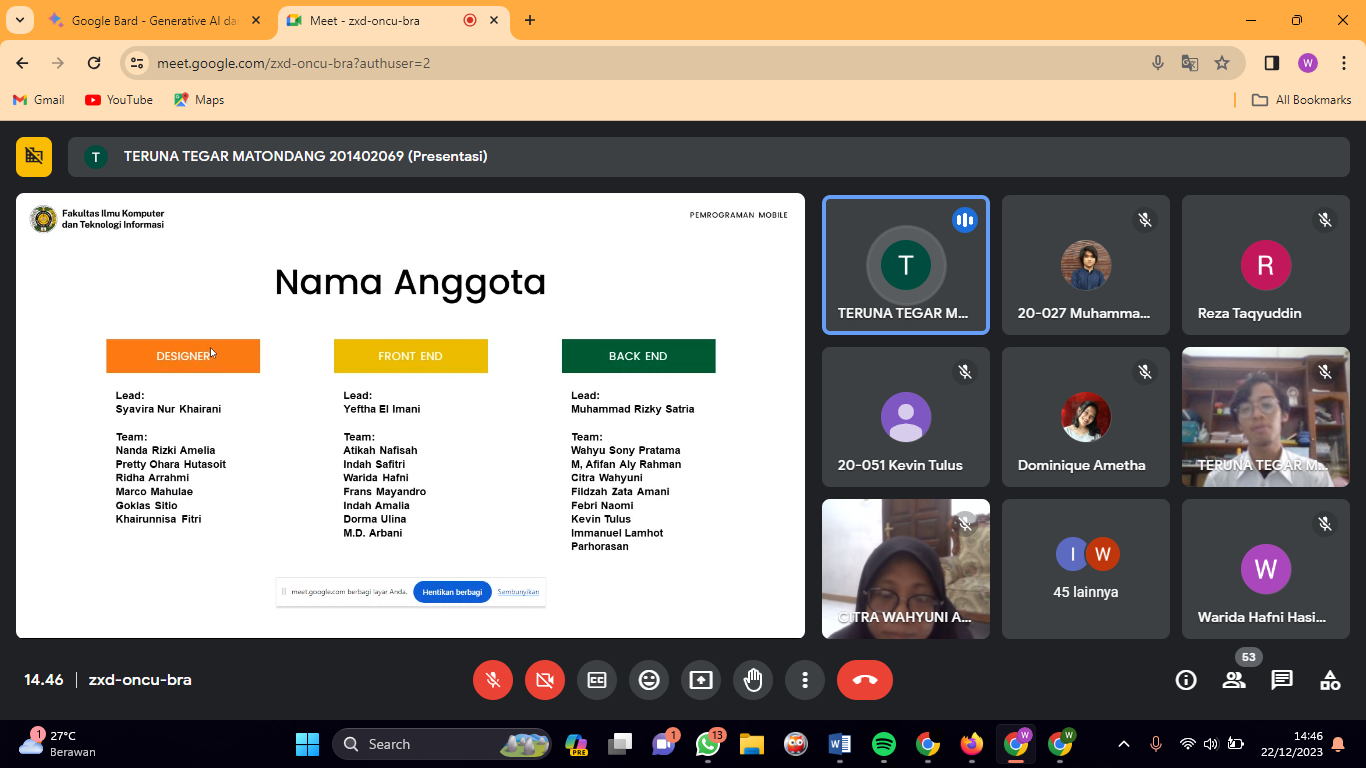 Google Bard - Generative AI da
Meet - zxd-oncu-bra
meet.google.com/zxd-oncu-bra?authuser=2
W
Gmail
YouTube
Maps
All Bookmarks
T
TERUNA TEGAR MATONDANG 201402069 (Presentasi)
Fakultas Ilmu Komputer
dan Teknologi Informasi
PEMROGRAMAN MOBILE
Nama Anggota
DESIGNER
Lead:
Syavira Nur Khairani
Team:
Nanda Rizki Amelia
Pretty Ohara Hutasoit
Ridha Arrahmi
Marco Mahulae
Goklas Sitio
Khairunnisa Fitri
FRONT END
Lead:
Yeftha El Imani
Team:
Atikah Nafisah
Indah Safitri
Warida Hafni
Frans Mayandro
Indah Amalia
Dorma Ulina
M.D. Arbani
BACK END
Lead:
Muhammad Rizky Satria
Team:
Wahyu Sony Pratama
M, Afifan Aly Rahman
Citra Wahyuni
Fildzah Zata Amani
Febri Naomi
Kevin Tulus
Immanuel Lamhot
Parhorasan
meet.google.com berbagi layar Anda.
Hentikan berbagi
Sembunyikan
T
TERUNA TEGAR M...
20-027 Muhamma...
R
Reza Taqyuddin
20-051 Kevin Tulus
Dominique Ametha
TERUNA TEGAR M...
CITRA WAHYUNI A...
I W
45 lainnya
W
Warida Hafni Hasi...
14.46
zxd-oncu-bra
53
1
27°C
Berawan
Search
PRE
1
13
W
W
W
14:46
22/12/2023